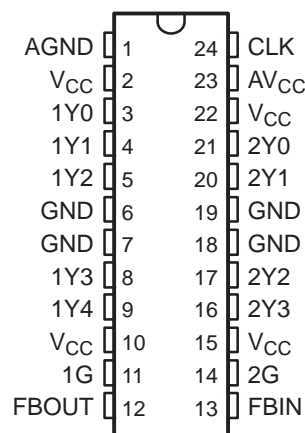 AGND 1 24 CLK
VCC 2 23 AVCC
1Y0 3 22 VCC
1Y1 4 21 2Y0
1Y2 5 20 2Y1
GND 6 19 GND
GND 7 18 GND
1Y3 8 17 2Y2
1Y4 9 16 2Y3
VCC 10 15 VCC
1G 11 14 2G
FBOUT 12 13 FBIN